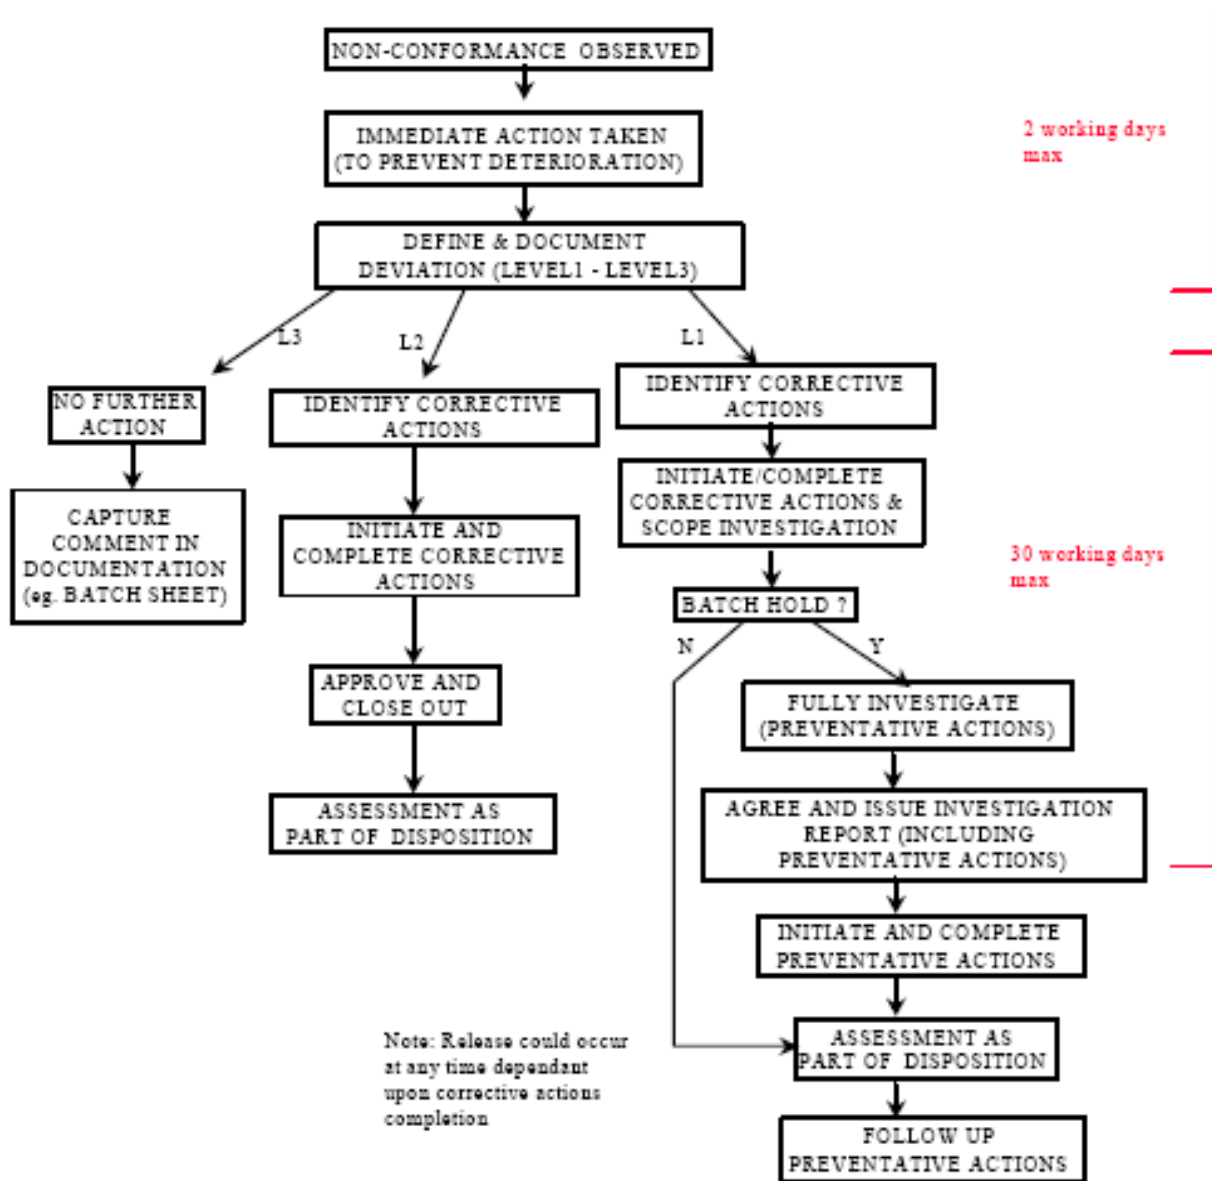 NON-CONFORMANCE OBSERVED
IMMEDIATE ACTION TAKEN
(TO PREVENT DETERIORATION)
2 working days
max
DEFINE & DOCUMENT
DEVIATION (LEVEL1 - LEVEL3)
L3
L2
L1
NO FURTHER
ACTION
CAPTURE
COMMENT IN
DOCUMENTATION
(eg. BATCH SHEET)
IDENTIFY CORRECTIVE
ACTIONS
INITIATE AND
COMPLETE CORRECTIVE
ACTIONS
APPROVE AND
CLOSE OUT
ASSESSMENT AS
PART OF DISPOSITION
IDENTIFY CORRECTIVE
ACTIONS
INITIATE/COMPLETE
CORRECTIVE ACTIONS &
SCOPE INVESTIGATION
30 working days
max
BATCH HOLD ?
N
Y
FULLY INVESTIGATE
(PREVENTATIVE ACTIONS)
AGREE AND ISSUE INVESTIGATION
REPORT (INCLUDING
PREVENTATIVE ACTIONS)
INITIATE AND COMPLETE
PREVENTATIVE ACTIONS
ASSESSMENT AS
PART OF DISPOSITION
FOLLOW UP
PREVENTATIVE ACTIONS
Note: Release could occur
at any time dependant
upon corrective actions
completion